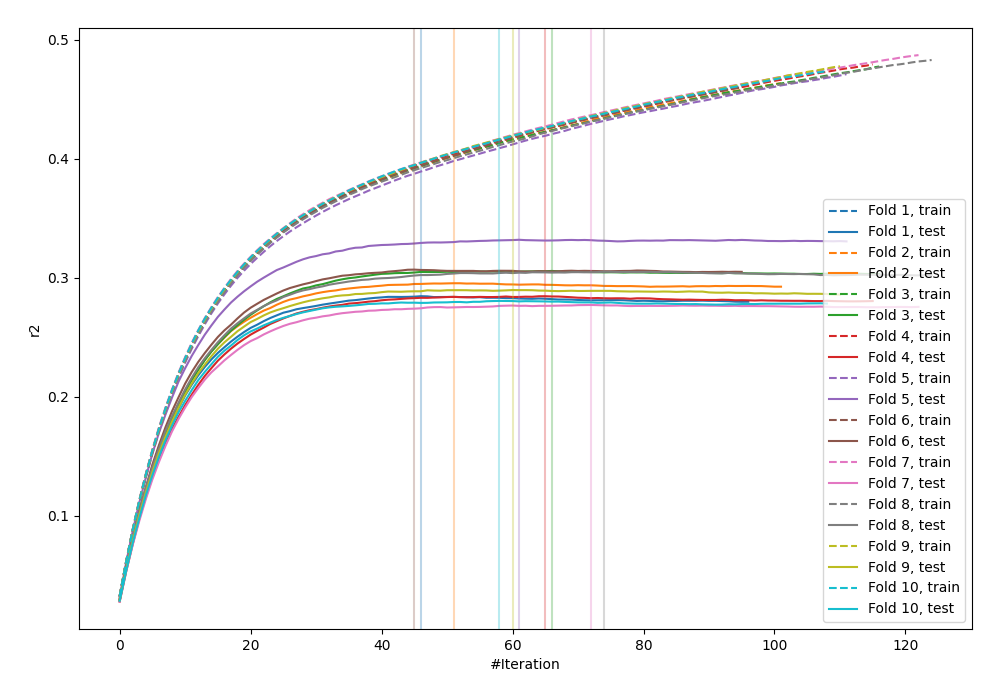 0.5
0.4
0.3
0.2
0.1
r2
0
20
40
60
80
100
120
#Iteration
Fold 1, train
Fold 1, test
Fold 2, train
Fold 2, test
Fold 3, train
Fold 3, test
Fold 4, train
Fold 4, test
Fold 5, train
Fold 5, test
Fold 6, train
Fold 6, test
Fold 7, train
Fold 7, test
Fold 8, train
Fold 8, test
Fold 9, train
Fold 9, test
Fold 10, train
Fold 10, test